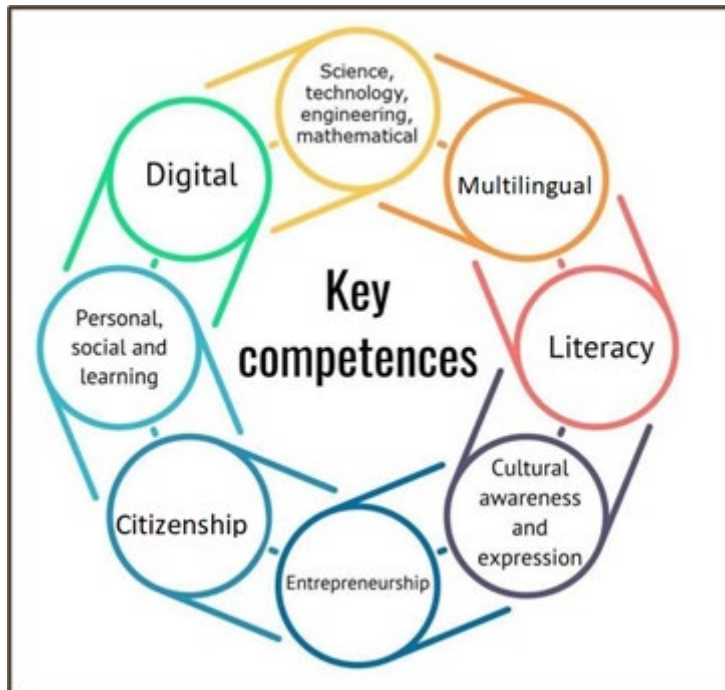 Science,
technology,
engineering,
mathematical
Multilingual
Literacy
Cultural
awareness
and
expression
Entrepreneurship
Citizenship
Personal,
social and
learning
Digital
Key
competences